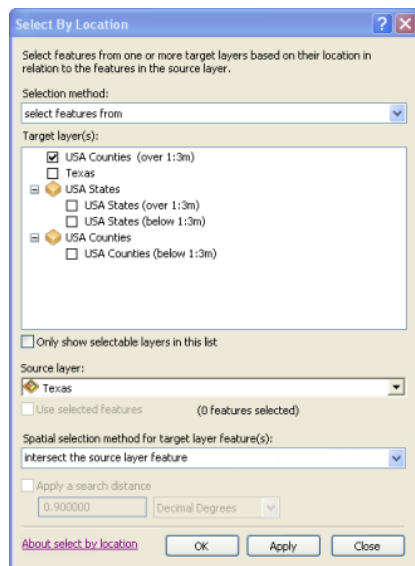 Select By Location
Select features from one or more target layers based on their location in
relation to the features in the source layer.
Selection method:
select features from
Target layer(s):
USA Counties (over 1:3m)
Texas
USA States
USA States (over 1:3m)
USA States (below 1:3m)
USA Counties
USA Counties (below 1:3m)
Only show selectable layers in this list
Source layer:
Texas
Use selected features (0 features selected)
Spatial selection method for target layer feature(s):
intersect the source layer feature
Apply a search distance
0.900000 Decimal Degrees
About select by location OK Apply Close